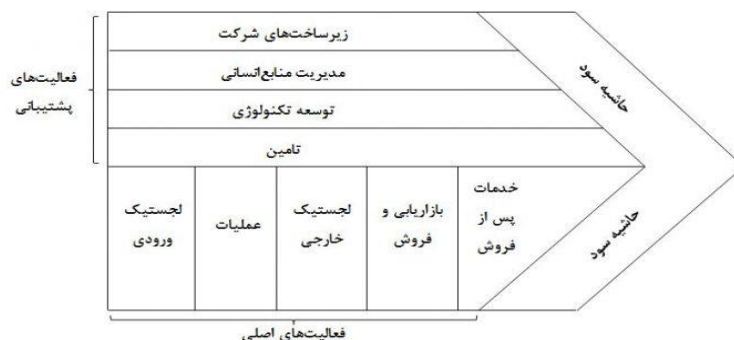 زیرساخت‌های شرکت
مدیریت منابع‌انسانی
توسعه تکنولوژی
تامین
فعالیت‌های
پشتیبانی
حاشیه سود
لجستیک
ورودی
عملیات
لجستیک
خارجی
بازاریابی و
فروش
خدمات
پس از
فروش
حاشیه سود
فعالیت‌های اصلی